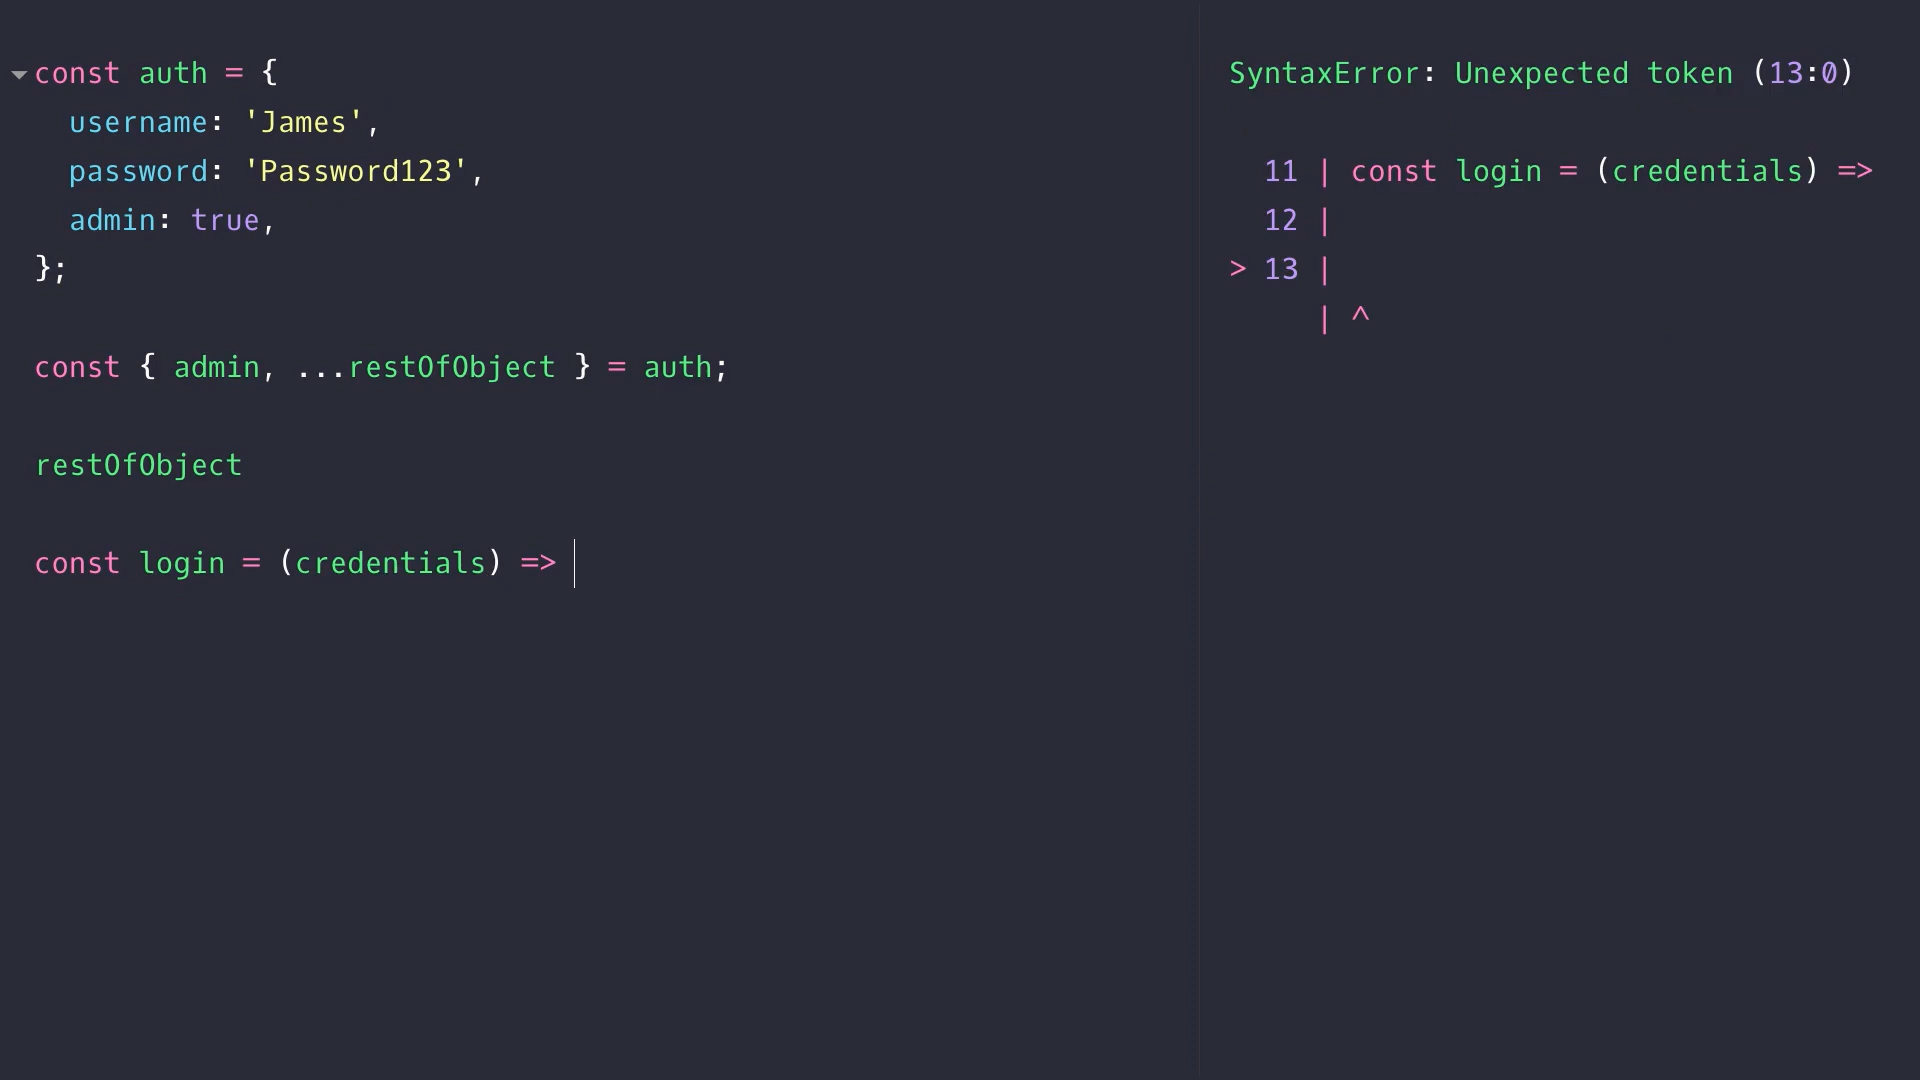 const auth = {
  username: 'James',
  password: 'Password123',
  admin: true,
};
const { admin, ...restOfObject } = auth;
restOfObject
const login = (credentials) =>
SyntaxError: Unexpected token (13:0)
  11 | const login = (credentials) =>
  12 |
> 13 |
     | ^